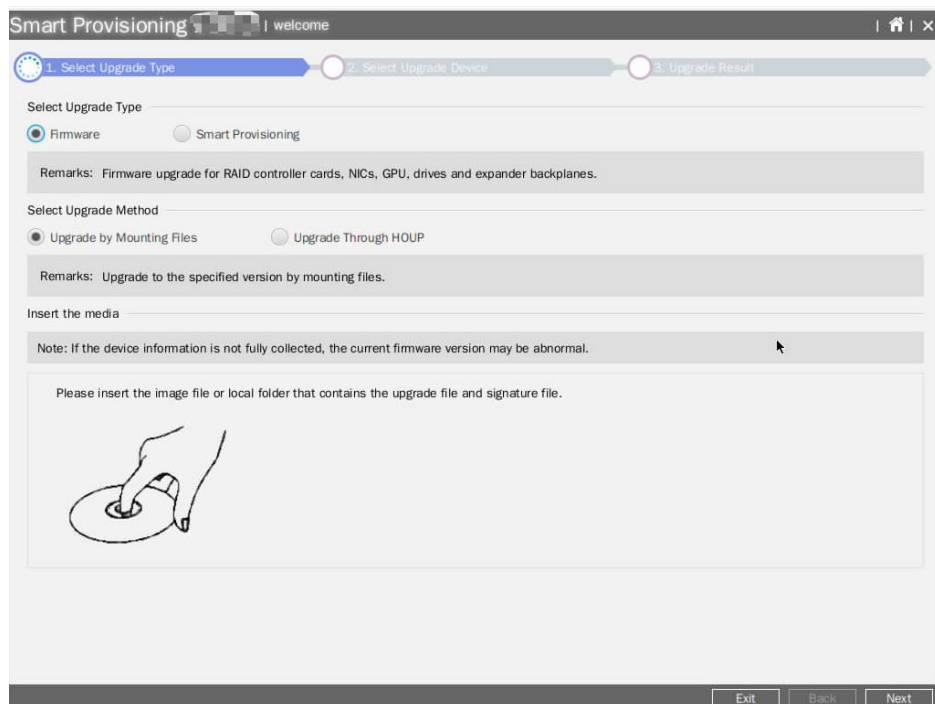 Smart Provisioning | welcome
1. Select Upgrade Type
2. Select Upgrade Device
3. Upgrade Result
Select Upgrade Type
Firmware Smart Provisioning
Remarks: Firmware upgrade for RAID controller cards, NICs, GPU, drives and expander backplanes.
Select Upgrade Method
Upgrade by Mounting Files Upgrade Through HOUP
Remarks: Upgrade to the specified version by mounting files.
Insert the media
Note: If the device information is not fully collected, the current firmware version may be abnormal.
Please insert the image file or local folder that contains the upgrade file and signature file.
Exit Back Next